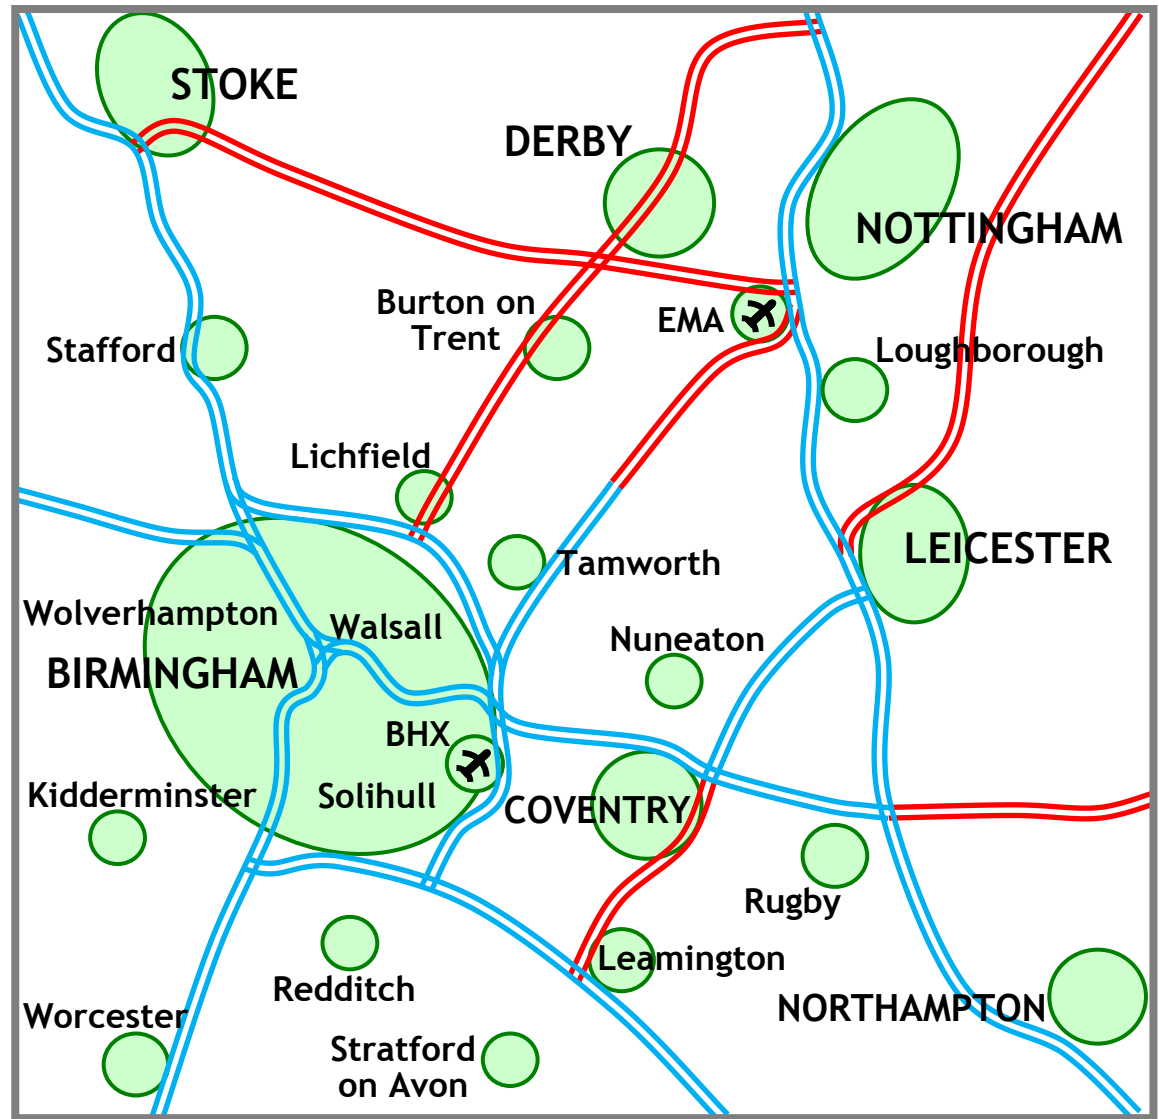 STOKE
DERBY
NOTTINGHAM
Burton on
Trent
EMA
Stafford
Loughborough
Lichfield
LEICESTER
Tamworth
Wolverhampton
Walsall
Nuneaton
BIRMINGHAM
BHX
Kidderminster
Solihull
COVENTRY
Rugby
Leamington
Redditch
NORTHAMPTON
Worcester
Stratford
on Avon